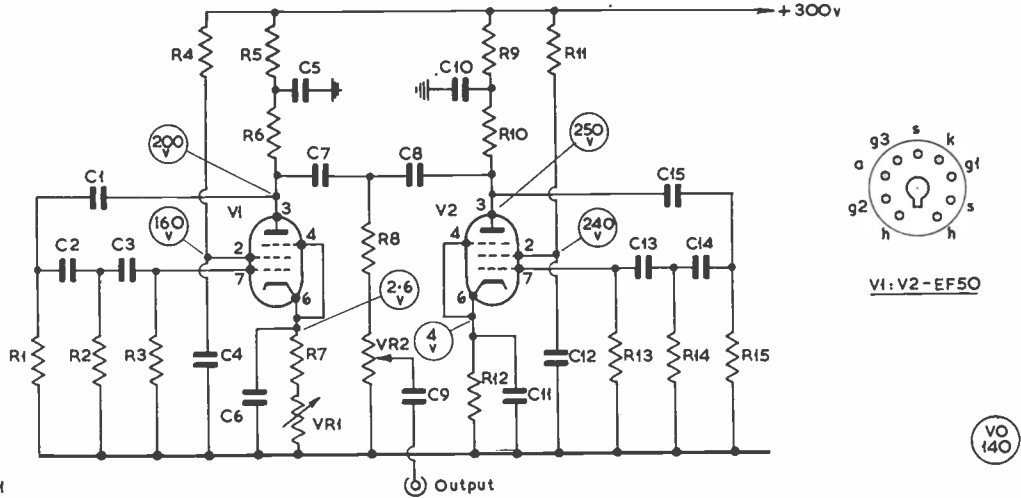 +300v
R4
R5
C5
C10
R9
R11
R6
R10
200 v
250 v
C7
C8
C1
C15
V1
3
3
V2
160 v
2
4
4
2
240 v
C2
C3
7
R8
7
C13
C14
6
2·6 v
6
4 v
R1
R2
R3
C4
R7
VR2
R12
C12
R13
R14
R15
C6
VR1
C9
C11
Output
s
g3
k
a
g1
g2
s
h
h
V1:V2-EF50
VO 140